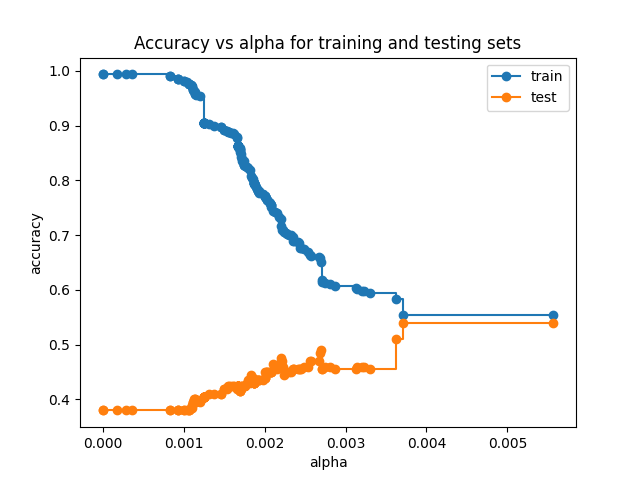 Accuracy vs alpha for training and testing sets
train
test
1.0
0.9
0.8
0.7
0.6
0.5
0.4
accuracy
0.000
0.001
0.002
0.003
0.004
0.005
alpha